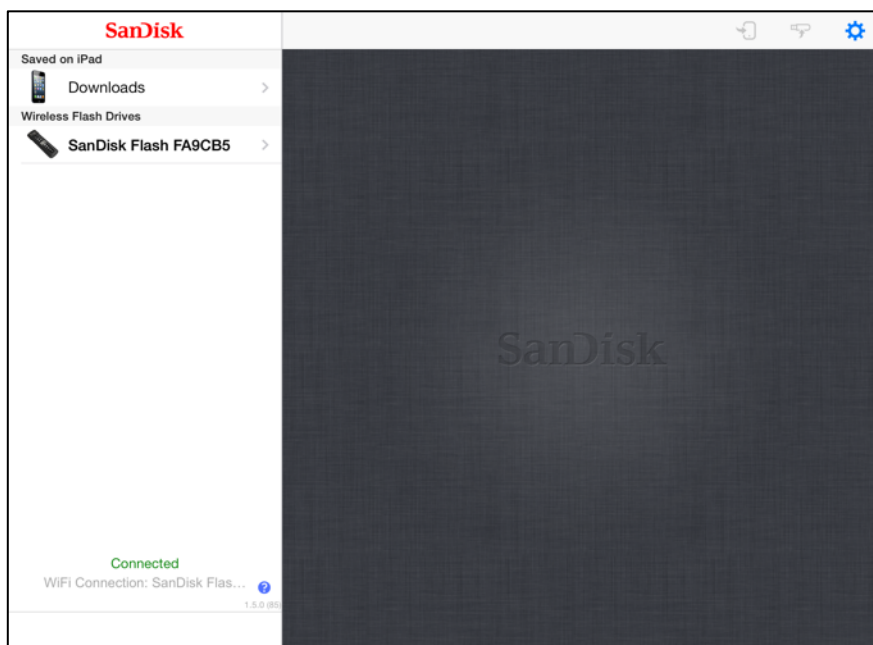 SanDisk
Saved on iPad
Downloads
Wireless Flash Drives
SanDisk Flash FA9CB5
SanDisk
Connected
WiFi Connection: SanDisk Flas...
?
1.5.0 (85)